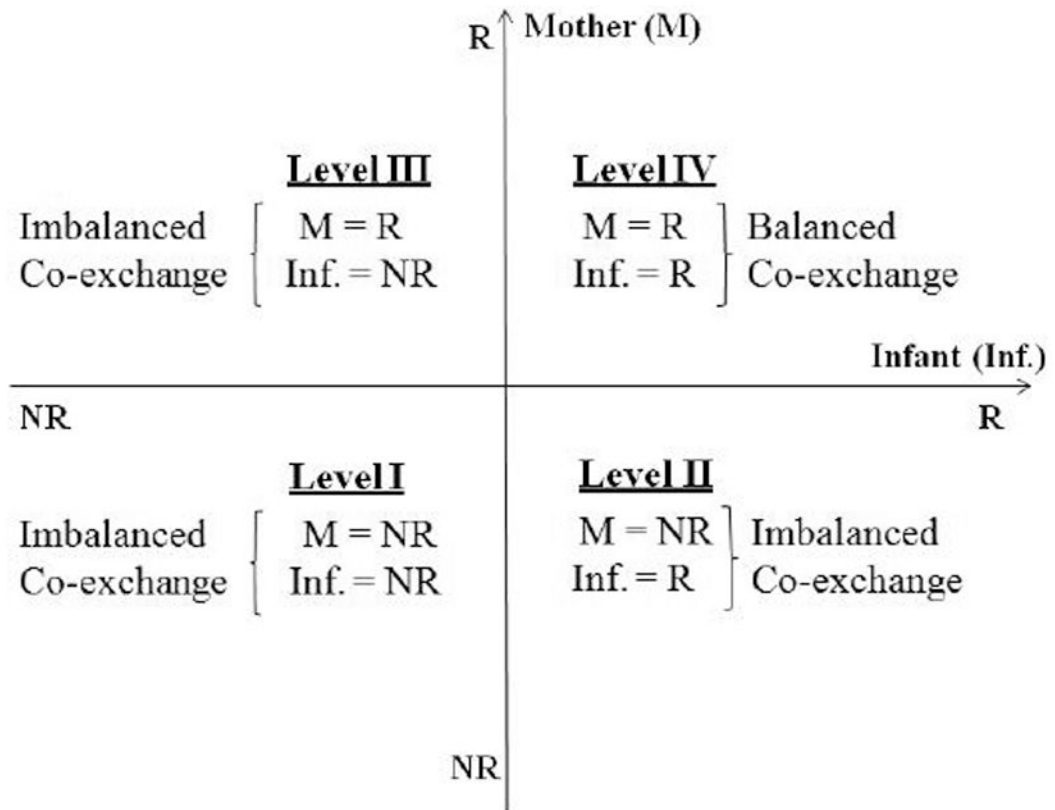 R Mother (M)
Level III
Imbalanced M = R
Co-exchange Inf. = NR
Level IV
M = R Balanced
Inf. = R Co-exchange
Infant (Inf.)
NR
R
Level I
Imbalanced M = NR
Co-exchange Inf. = NR
Level II
M = NR Imbalanced
Inf. = R Co-exchange
NR